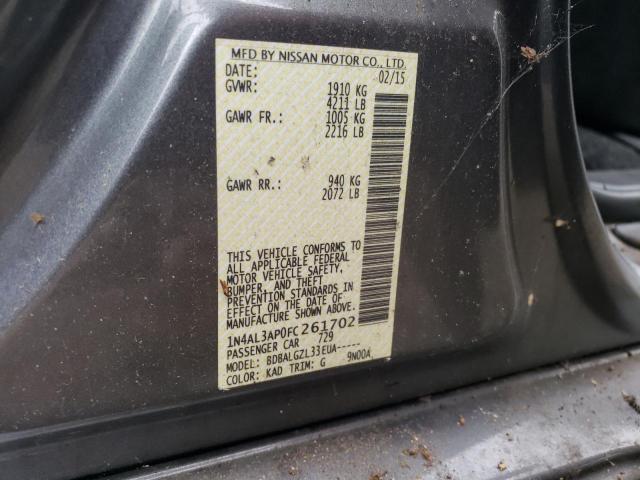 MFD BY NISSAN MOTOR CO., LTD.
DATE: 02/15
GVWR: 1910 KG
4211 LB
GAWR FR.: 1005 KG
2216 LB
GAWR RR.: 940 KG
2072 LB
THIS VEHICLE CONFORMS TO
ALL APPLICABLE FEDERAL
MOTOR VEHICLE SAFETY,
BUMPER, AND THEFT
PREVENTION STANDARDS IN
EFFECT ON THE DATE OF
MANUFACTURE SHOWN ABOVE.
1N4AL3AP0FC261702
PASSENGER CAR 729
MODEL: BDBALGZL33EUA-----
COLOR: KAD TRIM: G 9N00A